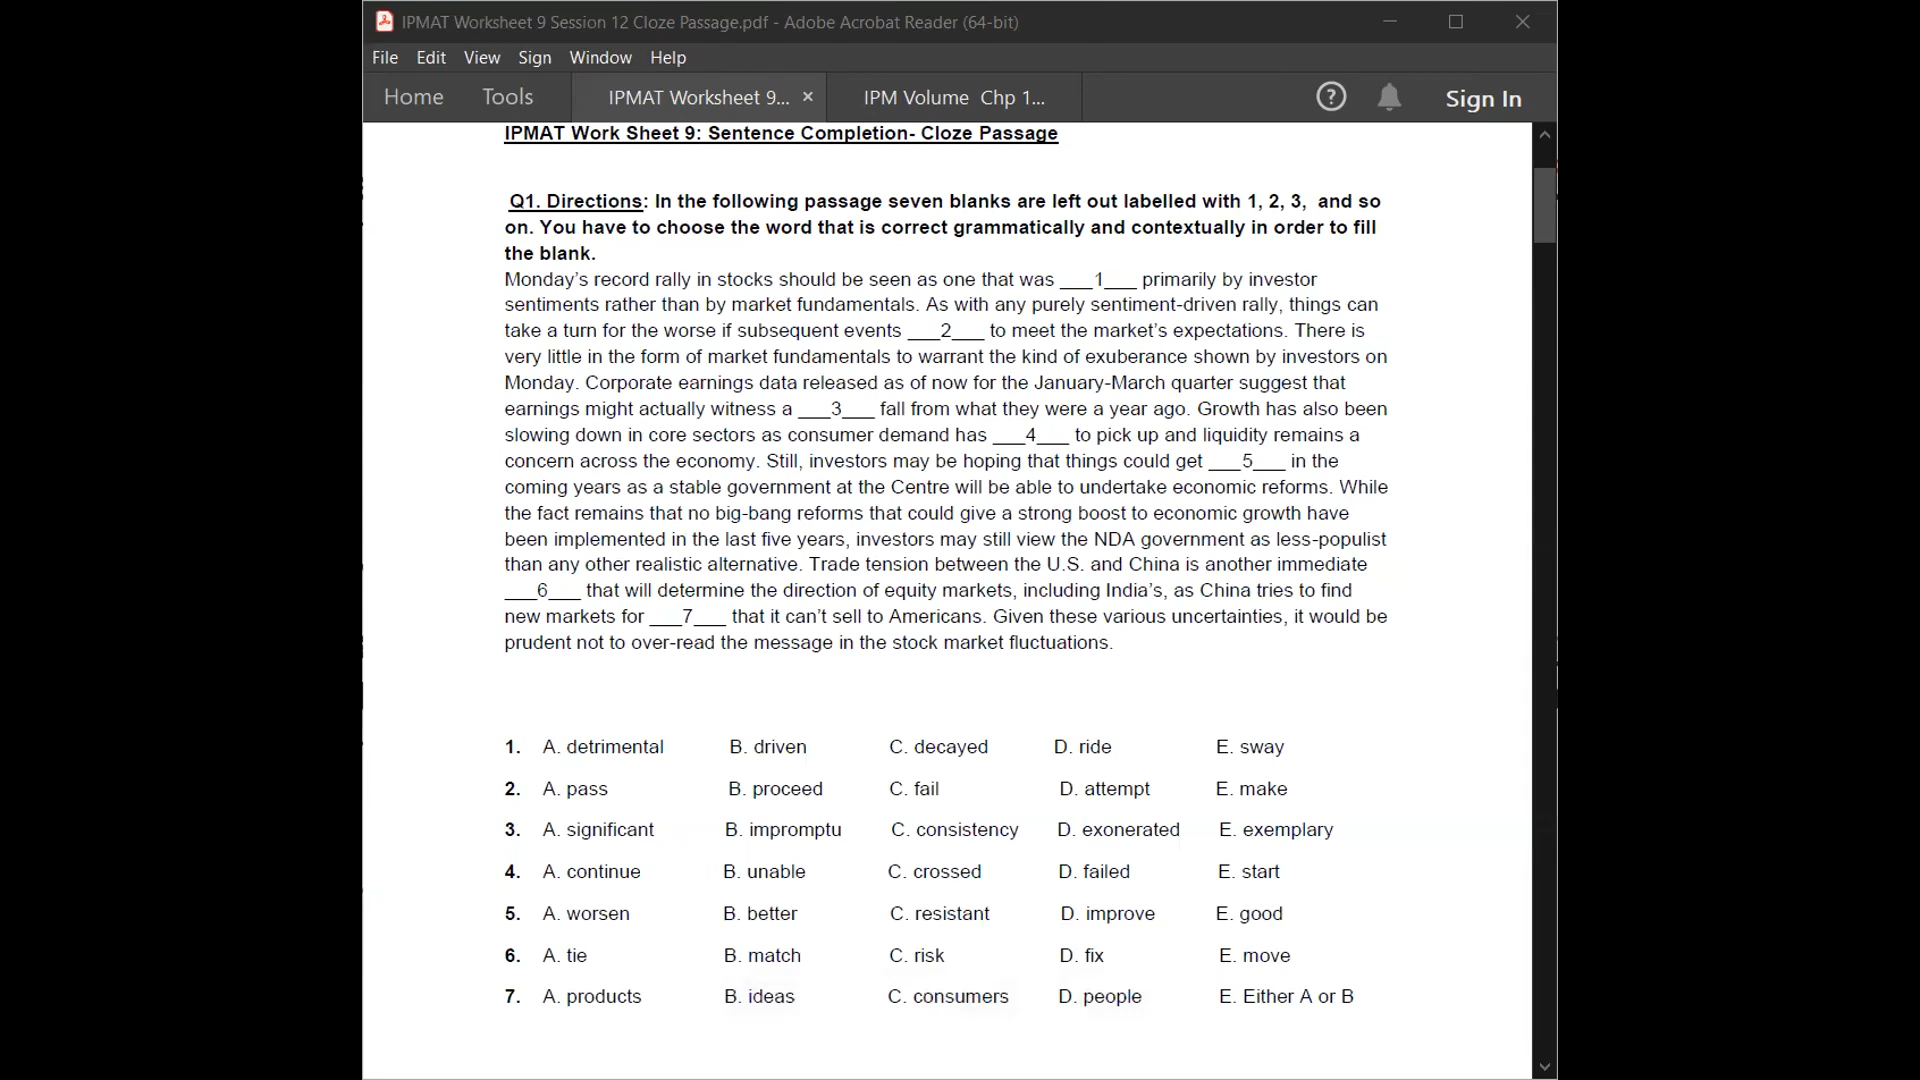 IPMAT Worksheet 9 Session 12 Cloze Passage.pdf - Adobe Acrobat Reader (64-bit)
File Edit View Sign Window Help
Home Tools IPMAT Worksheet 9... × IPM Volume Chp 1... Sign In
IPMAT Work Sheet 9: Sentence Completion- Cloze Passage
Q1. Directions: In the following passage seven blanks are left out labelled with 1, 2, 3, and so
on. You have to choose the word that is correct grammatically and contextually in order to fill
the blank.
Monday’s record rally in stocks should be seen as one that was ___1___ primarily by investor
sentiments rather than by market fundamentals. As with any purely sentiment-driven rally, things can
take a turn for the worse if subsequent events ___2___ to meet the market’s expectations. There is
very little in the form of market fundamentals to warrant the kind of exuberance shown by investors on
Monday. Corporate earnings data released as of now for the January-March quarter suggest that
earnings might actually witness a ___3___ fall from what they were a year ago. Growth has also been
slowing down in core sectors as consumer demand has ___4___ to pick up and liquidity remains a
concern across the economy. Still, investors may be hoping that things could get ___5___ in the
coming years as a stable government at the Centre will be able to undertake economic reforms. While
the fact remains that no big-bang reforms that could give a strong boost to economic growth have
been implemented in the last five years, investors may still view the NDA government as less-populist
than any other realistic alternative. Trade tension between the U.S. and China is another immediate
___6___ that will determine the direction of equity markets, including India’s, as China tries to find
new markets for ___7___ that it can’t sell to Americans. Given these various uncertainties, it would be
prudent not to over-read the message in the stock market fluctuations.
1. A. detrimental B. driven C. decayed D. ride E. sway
2. A. pass B. proceed C. fail D. attempt E. make
3. A. significant B. impromptu C. consistency D. exonerated E. exemplary
4. A. continue B. unable C. crossed D. failed E. start
5. A. worsen B. better C. resistant D. improve E. good
6. A. tie B. match C. risk D. fix E. move
7. A. products B. ideas C. consumers D. people E. Either A or B